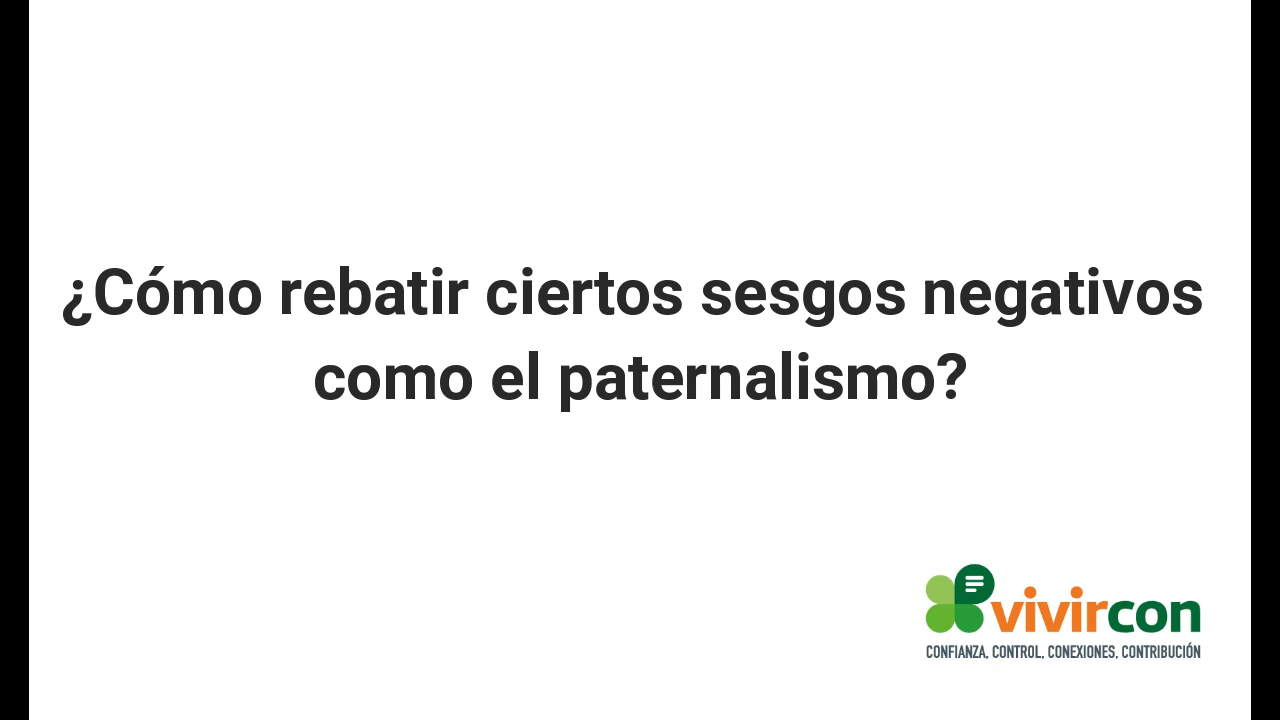 ¿Cómo rebatir ciertos sesgos negativos
como el paternalismo?
vivircon
CONFIANZA, CONTROL, CONEXIONES, CONTRIBUCIÓN